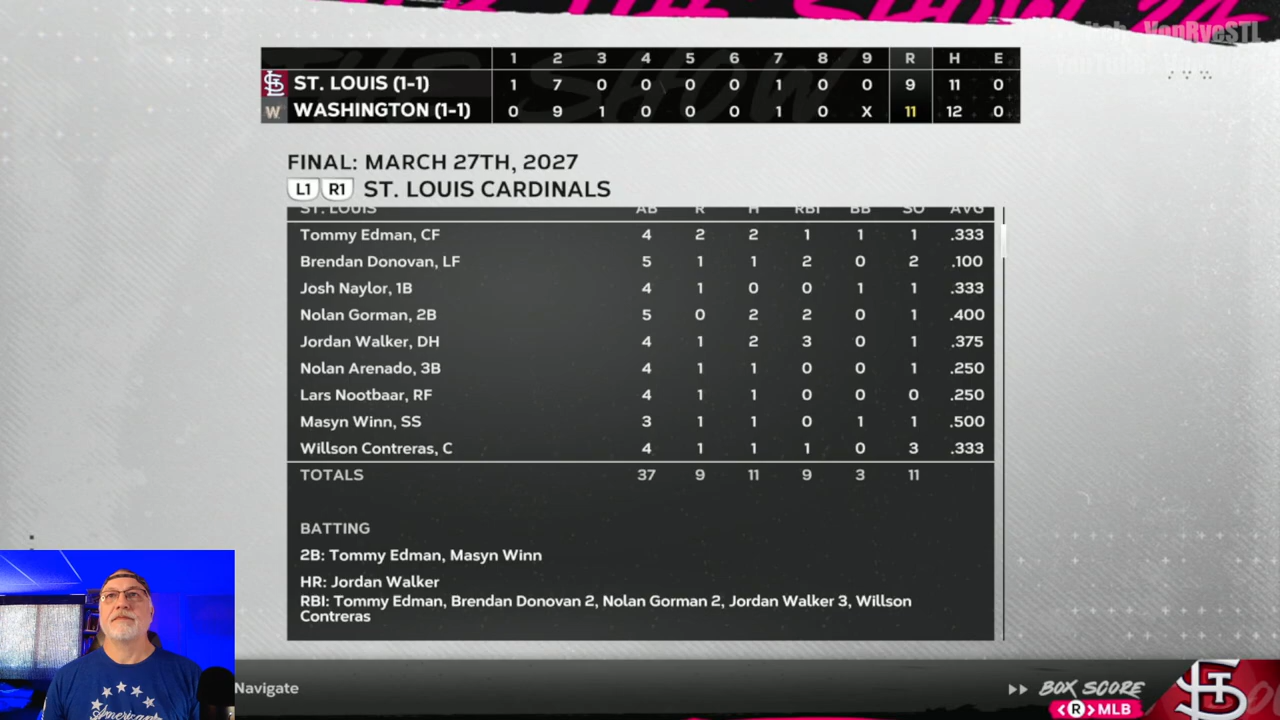 THE SHOW 24
VonRyeSTL
1 2 3 4 5 6 7 8 9 R H E
ST. LOUIS (1-1) 1 7 0 0 0 0 1 0 0 9 11 0
W WASHINGTON (1-1) 0 9 1 0 0 0 1 0 X 11 12 0
FINAL: MARCH 27TH, 2027
L1 R1 ST. LOUIS CARDINALS
ST. LOUIS AB R H RBI BB SO AVG
Tommy Edman, CF 4 2 2 1 1 1 .333
Brendan Donovan, LF 5 1 1 2 0 2 .100
Josh Naylor, 1B 4 1 0 0 1 1 .333
Nolan Gorman, 2B 5 0 2 2 0 1 .400
Jordan Walker, DH 4 1 2 3 0 1 .375
Nolan Arenado, 3B 4 1 1 0 0 1 .250
Lars Nootbaar, RF 4 1 1 0 0 0 .250
Masyn Winn, SS 3 1 1 0 1 1 .500
Willson Contreras, C 4 1 1 1 0 3 .333
TOTALS 37 9 11 9 3 11
BATTING
2B: Tommy Edman, Masyn Winn
HR: Jordan Walker
RBI: Tommy Edman, Brendan Donovan 2, Nolan Gorman 2, Jordan Walker 3, Willson
Contreras
American
Navigate
BOX SCORE
R MLB
STL